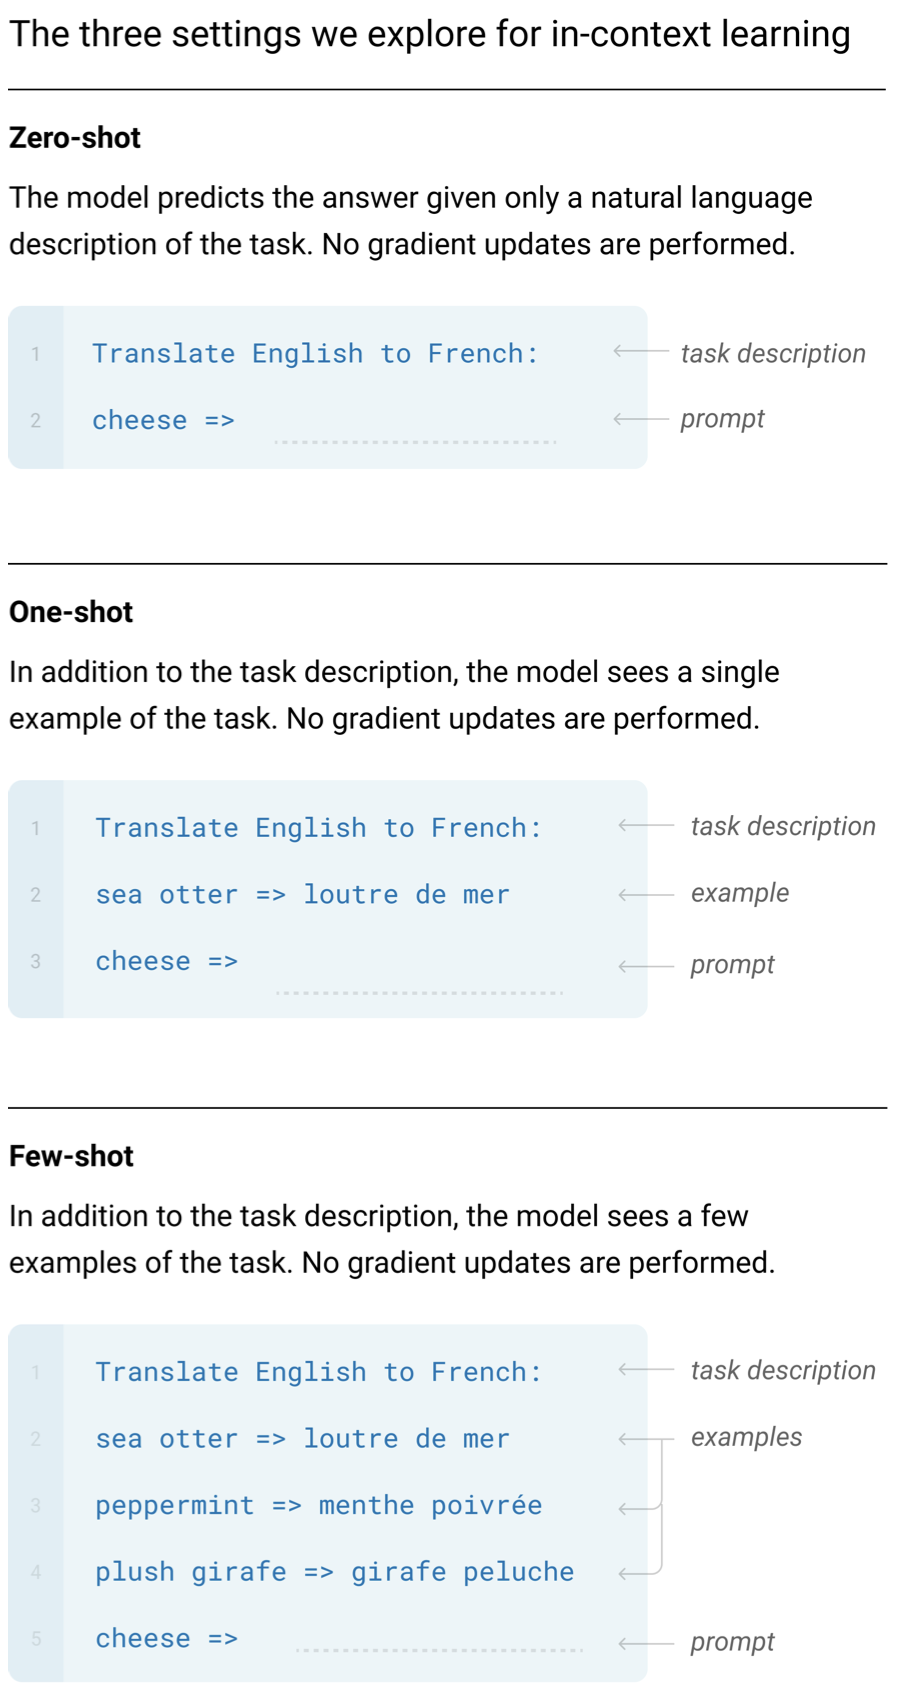 The three settings we explore for in-context learning
Zero-shot
The model predicts the answer given only a natural language
description of the task. No gradient updates are performed.
1 Translate English to French: task description
2 cheese => prompt
One-shot
In addition to the task description, the model sees a single
example of the task. No gradient updates are performed.
1 Translate English to French: task description
2 sea otter => loutre de mer example
3 cheese => prompt
Few-shot
In addition to the task description, the model sees a few
examples of the task. No gradient updates are performed.
1 Translate English to French: task description
2 sea otter => loutre de mer examples
3 peppermint => menthe poivrée
4 plush girafe => girafe peluche
5 cheese => prompt